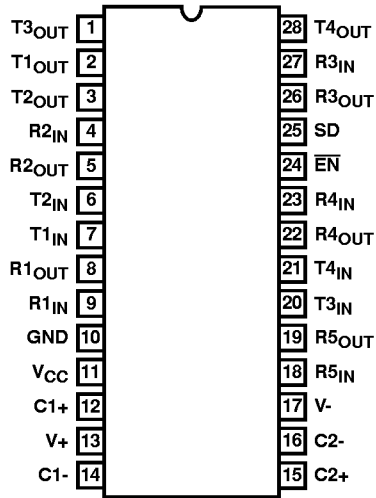 T3OUT 1 28 T4OUT
T1OUT 2 27 R3IN
T2OUT 3 26 R3OUT
R2IN 4 25 SD
R2OUT 5 24 E̅N̅
T2IN 6 23 R4IN
T1IN 7 22 R4OUT
R1OUT 8 21 T4IN
R1IN 9 20 T3IN
GND 10 19 R5OUT
VCC 11 18 R5IN
C1+ 12 17 V-
V+ 13 16 C2-
C1- 14 15 C2+